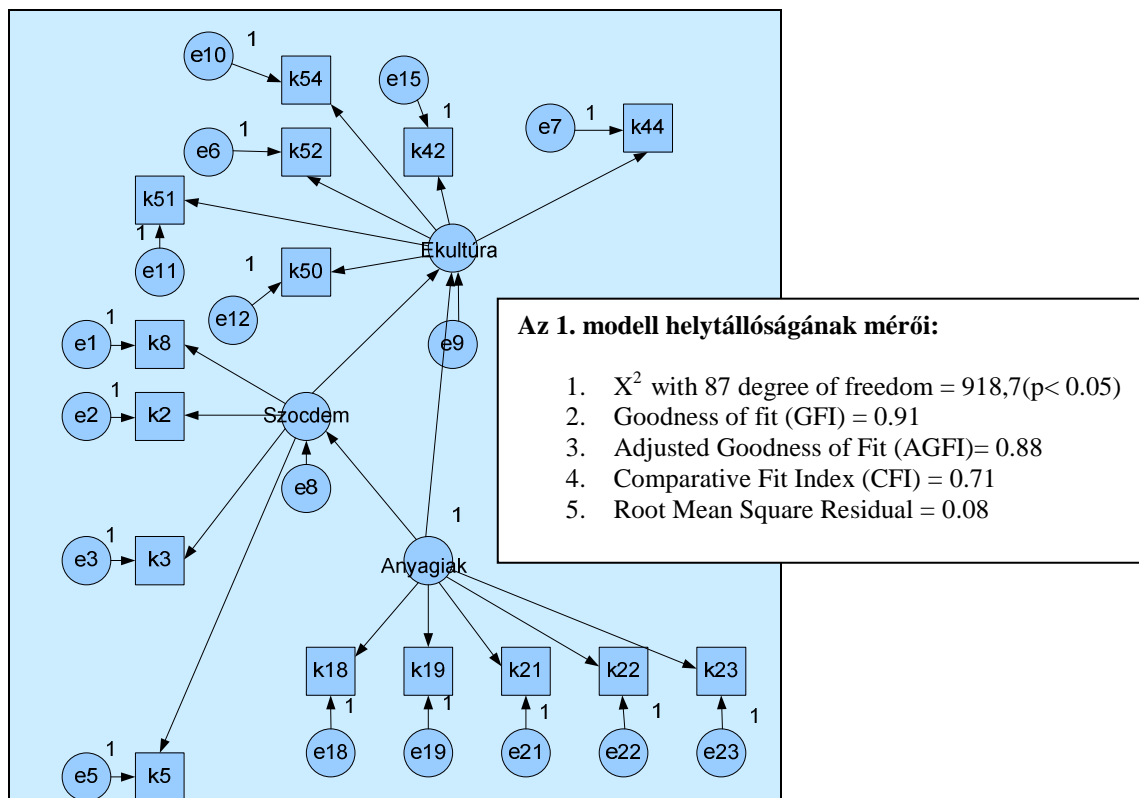 e10 1
k54
e15
1
k42
e7 1 k44
e6 1 k52
k51
1
e11
Ekultúra
1 k50
e12
e9
e1 1 k8
e2 1 k2
Szocdem
e8
e3 1 k3
1
Anyagiak
k18 k19 k21 k22 k23
1 1 1 1 1
e18 e19 e21 e22 e23
e5 1 k5
Az 1. modell helytállóságának mérői:
1. X² with 87 degree of freedom = 918,7(p< 0.05)
2. Goodness of fit (GFI) = 0.91
3. Adjusted Goodness of Fit (AGFI)= 0.88
4. Comparative Fit Index (CFI) = 0.71
5. Root Mean Square Residual = 0.08